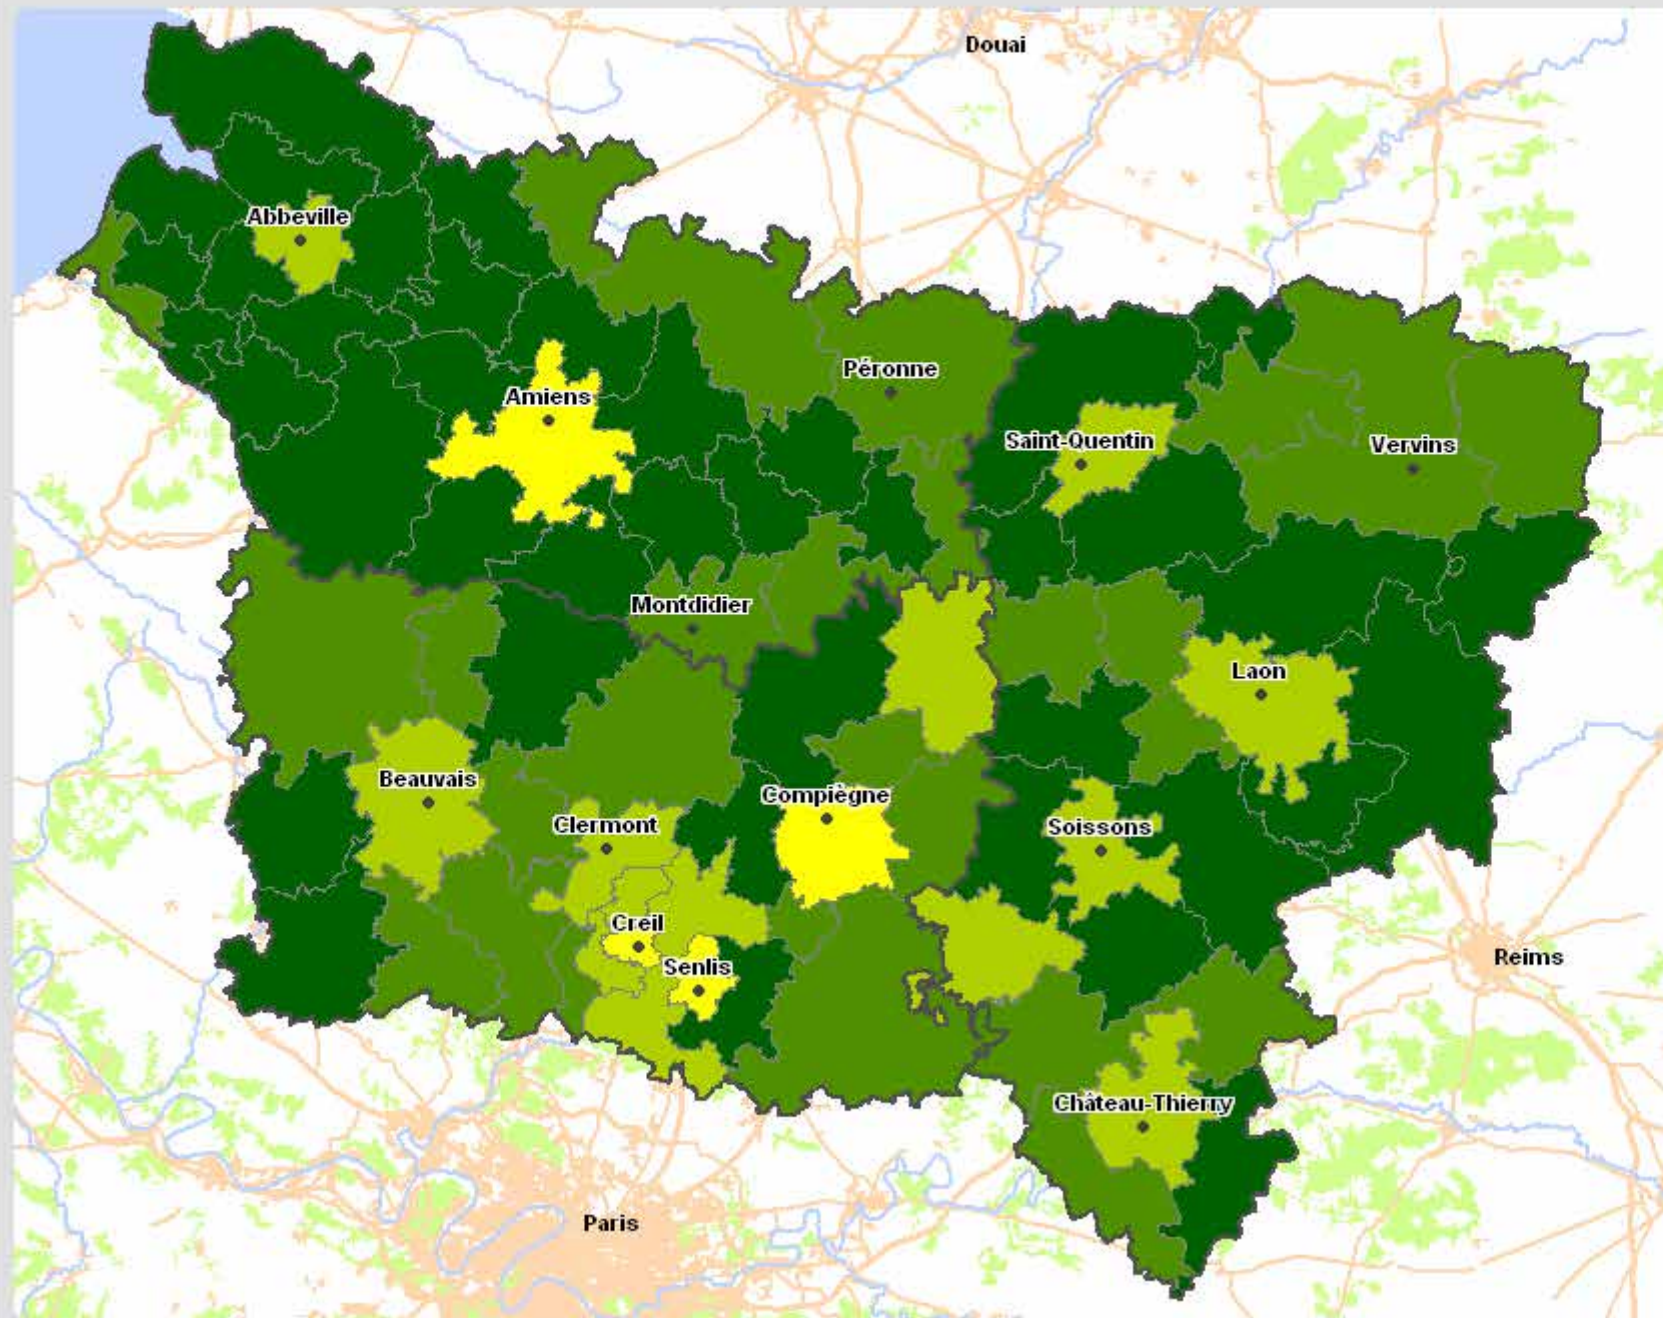 Douai
Abbeville
Péronne
Amiens
Saint-Quentin
Vervins
Montdidier
Laon
Beauvais
Compiègne
Clermont
Soissons
Creil
Senlis
Reims
Château-Thierry
Paris